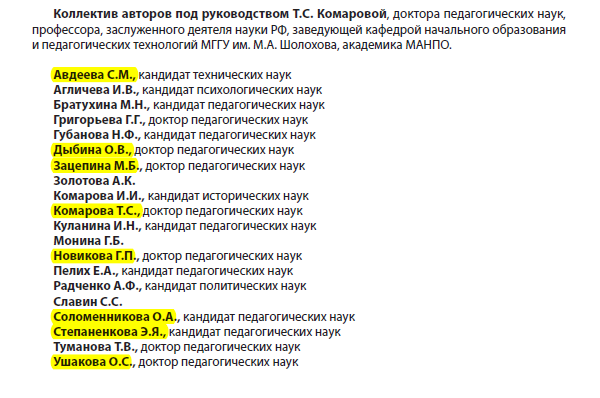 Коллектив авторов под руководством Т.С. Комаровой, доктора педагогических наук,
профессора, заслуженного деятеля науки РФ, заведующей кафедрой начального образования
и педагогических технологий МГГУ им. М.А. Шолохова, академика МАНПО.
Авдеева С.М., кандидат технических наук
Агличева И.В., кандидат психологических наук
Братухина М.Н., кандидат педагогических наук
Григорьева Г.Г., доктор педагогических наук
Губанова Н.Ф., кандидат педагогических наук
Дыбина О.В., доктор педагогических наук
Зацепина М.Б., доктор педагогических наук
Золотова А.К.
Комарова И.И., кандидат исторических наук
Комарова Т.С., доктор педагогических наук
Куланина И.Н., кандидат педагогических наук
Монина Г.Б.
Новикова Г.П., доктор педагогических наук
Пелих Е.А., кандидат педагогических наук
Радченко А.Ф., кандидат политических наук
Славин С.С.
Соломенникова О.А., кандидат педагогических наук
Степаненкова Э.Я., кандидат педагогических наук
Туманова Т.В., доктор педагогических наук
Ушакова О.С., доктор педагогических наук